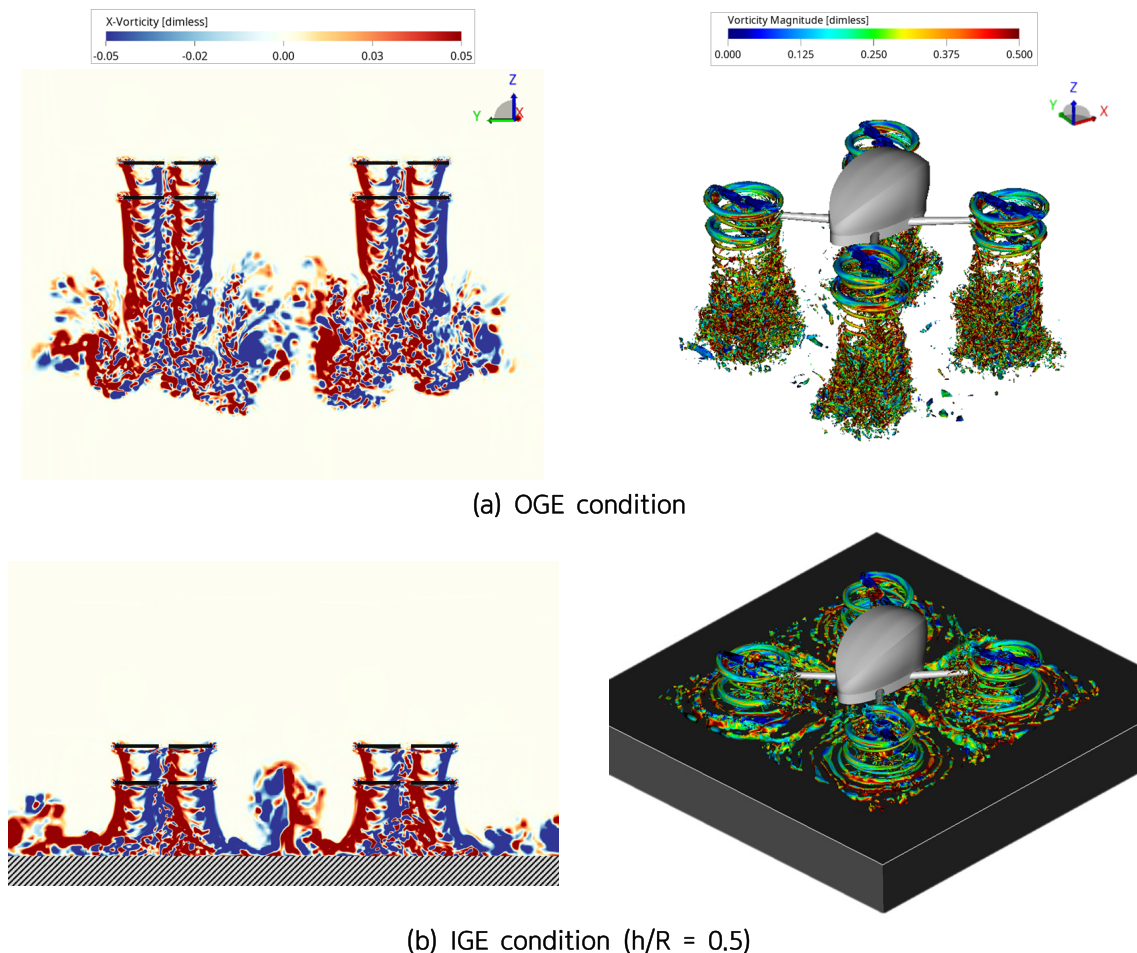 X-Vorticity [dimless]
-0.05 -0.02 0.00 0.03 0.05
Z
Y X
Vorticity Magnitude [dimless]
0.000 0.125 0.250 0.375 0.500
Z
Y X
(a) OGE condition
(b) IGE condition (h/R = 0.5)